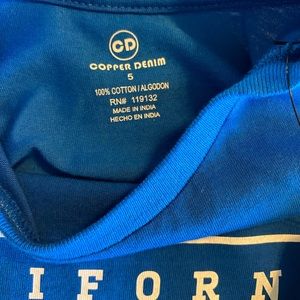 CD
COPPER DENIM
5
100% COTTON / ALGODON
RN# 119132
MADE IN INDIA
HECHO EN INDIA
IFORN